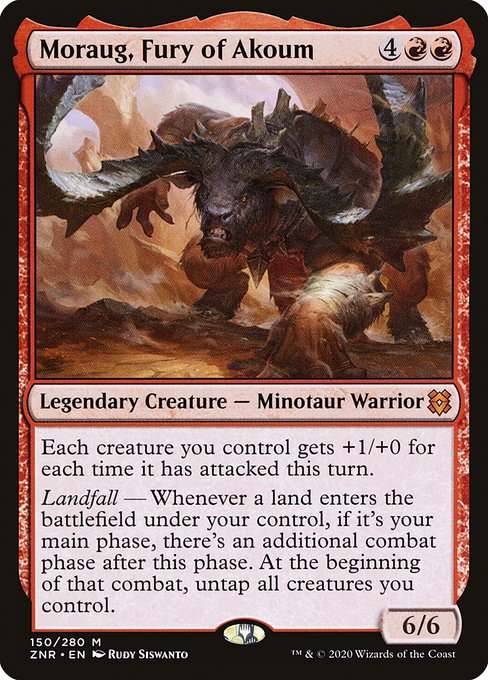 Moraug, Fury of Akoum 4
Legendary Creature — Minotaur Warrior
Each creature you control gets +1/+0 for
each time it has attacked this turn.
Landfall — Whenever a land enters the
battlefield under your control, if it's your
main phase, there's an additional combat
phase after this phase. At the beginning
of that combat, untap all creatures you
control.
6/6
150/280 M
ZNR • EN Rudy Siswanto
™ & © 2020 Wizards of the Coast